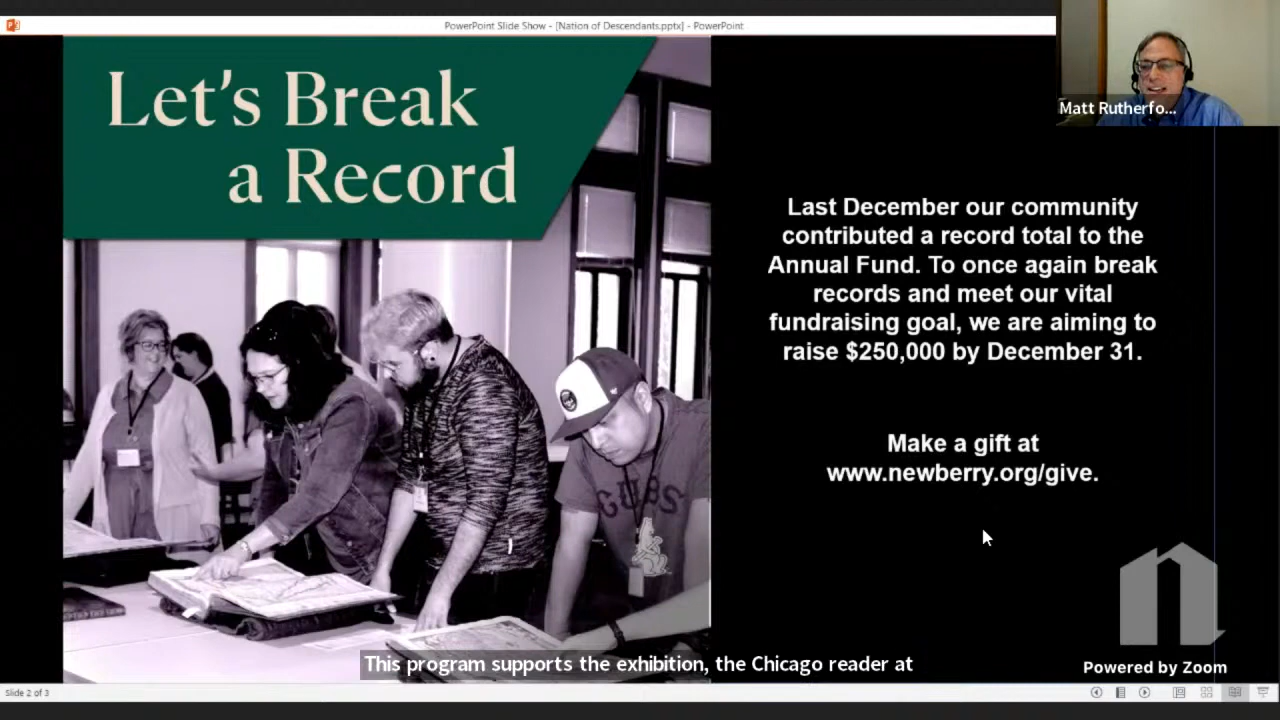 PowerPoint Slide Show - [Nation of Descendants.pptx] - PowerPoint
Matt Rutherfo...
Let's Break
a Record
Last December our community
contributed a record total to the
Annual Fund. To once again break
records and meet our vital
fundraising goal, we are aiming to
raise $250,000 by December 31.
Make a gift at
www.newberry.org/give.
CUBS
This program supports the exhibition, the Chicago reader at
Powered by Zoom
Slide 2 of 3